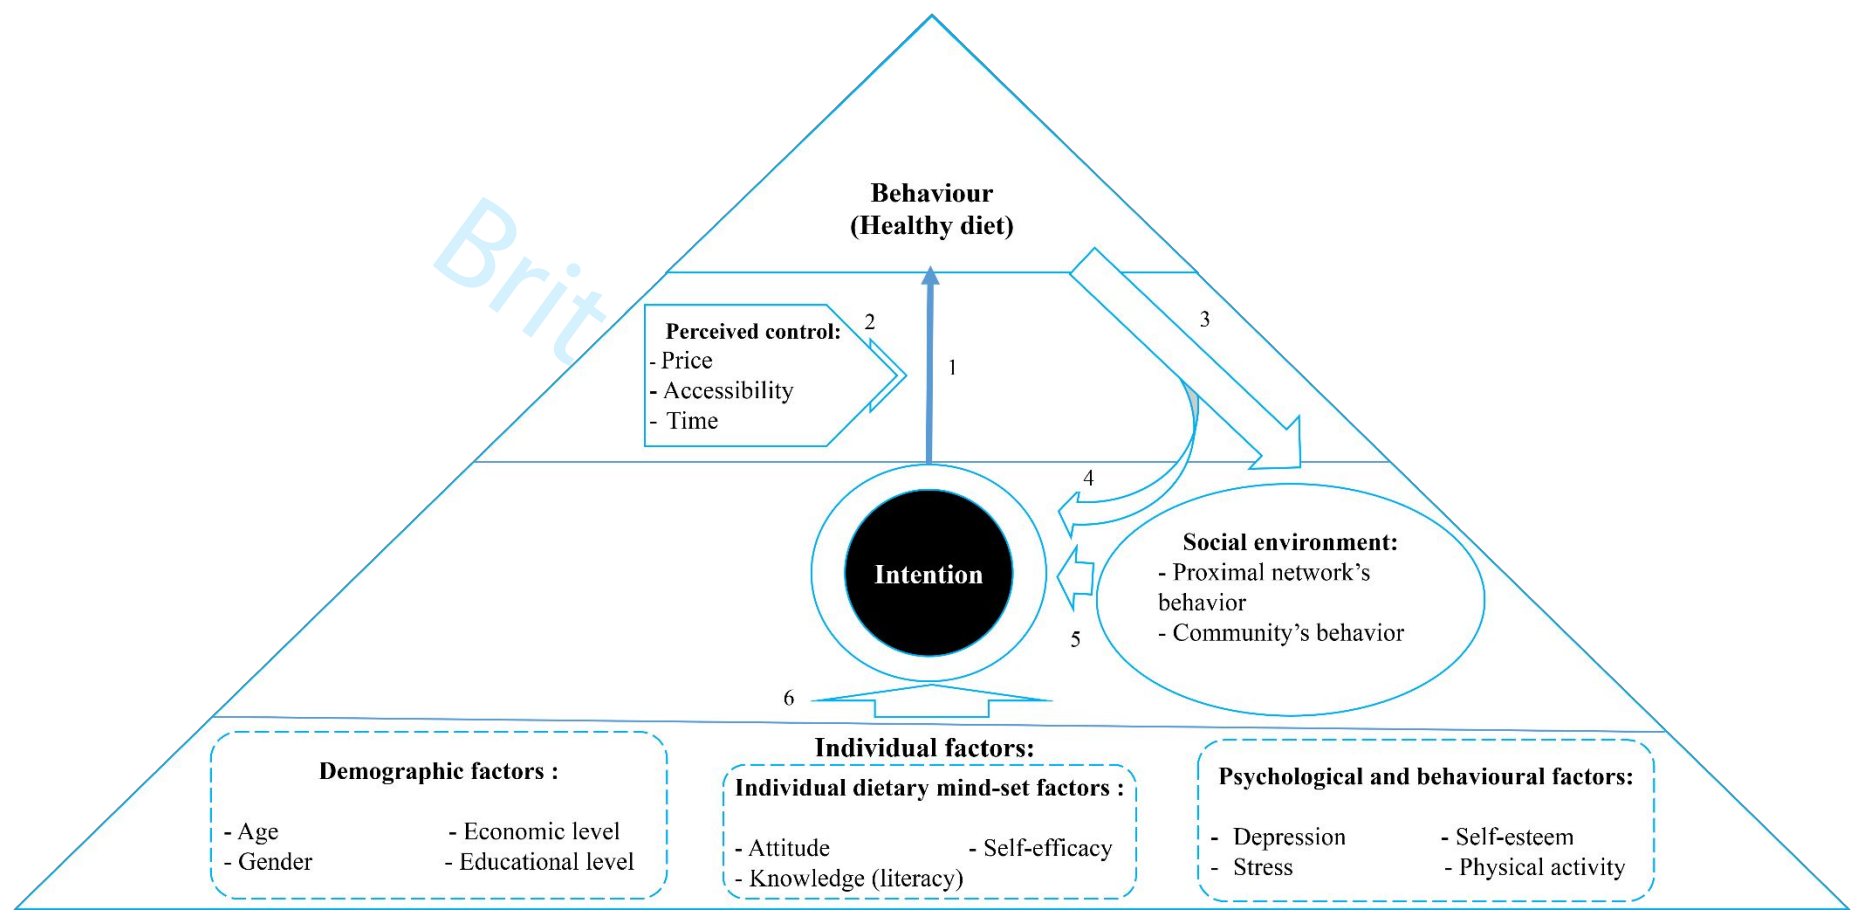 Behaviour
(Healthy diet)
Brit
Perceived control:
- Price
- Accessibility
- Time
2
1
3
4
Intention
Social environment:
- Proximal network's
behavior
- Community's behavior
5
6
Individual factors:
Demographic factors :
- Age
- Economic level
- Gender
- Educational level
Individual dietary mind-set factors :
- Attitude
- Self-efficacy
- Knowledge (literacy)
Psychological and behavioural factors:
- Depression
- Self-esteem
- Stress
- Physical activity